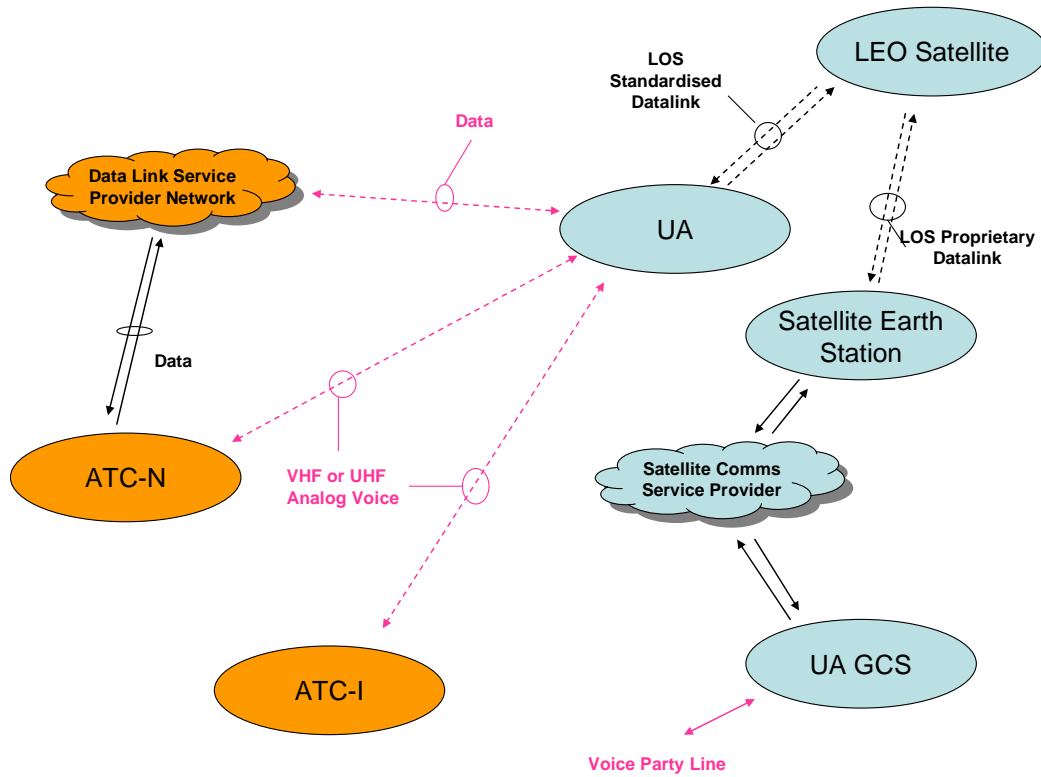 LEO Satellite
LOS
Standardised
Datalink
Data
Data Link Service
Provider Network
UA
LOS Proprietary
Datalink
Satellite Earth
Station
Data
ATC-N
VHF or UHF
Analog Voice
Satellite Comms
Service Provider
ATC-I
UA GCS
Voice Party Line